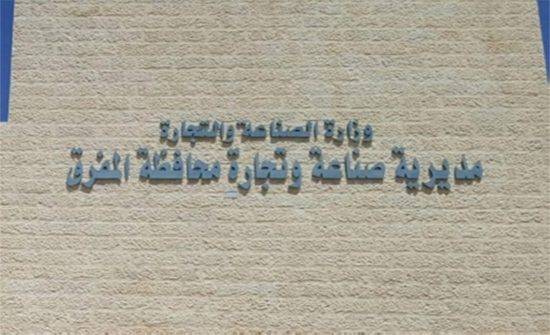 وزارة الصناعة والتجارة
مديرية صناعة وتجارة محافظة المفرق